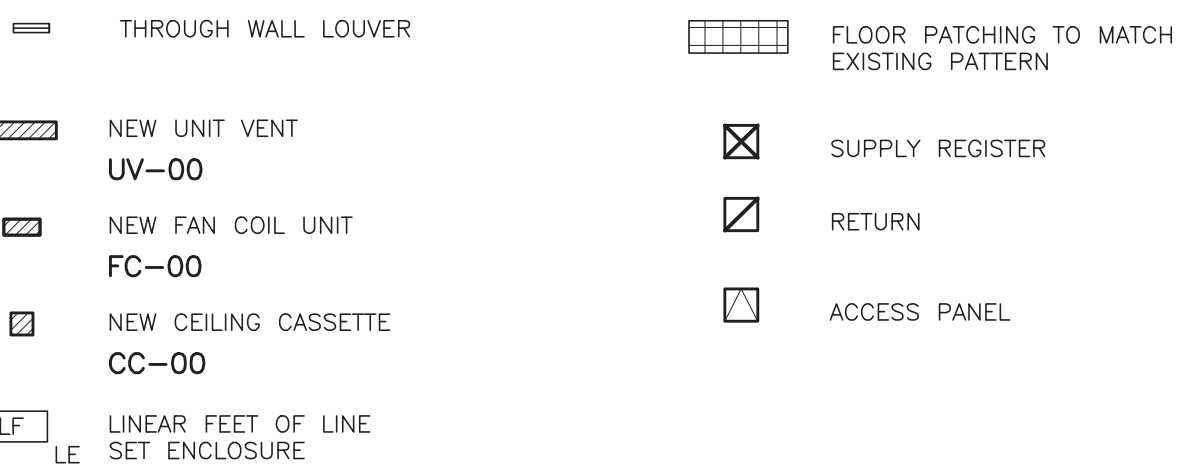 THROUGH WALL LOUVER
NEW UNIT VENT
UV-00
NEW FAN COIL UNIT
FC-00
NEW CEILING CASSETTE
CC-00
LF
LE
LINEAR FEET OF LINE
SET ENCLOSURE
FLOOR PATCHING TO MATCH
EXISTING PATTERN
SUPPLY REGISTER
RETURN
ACCESS PANEL